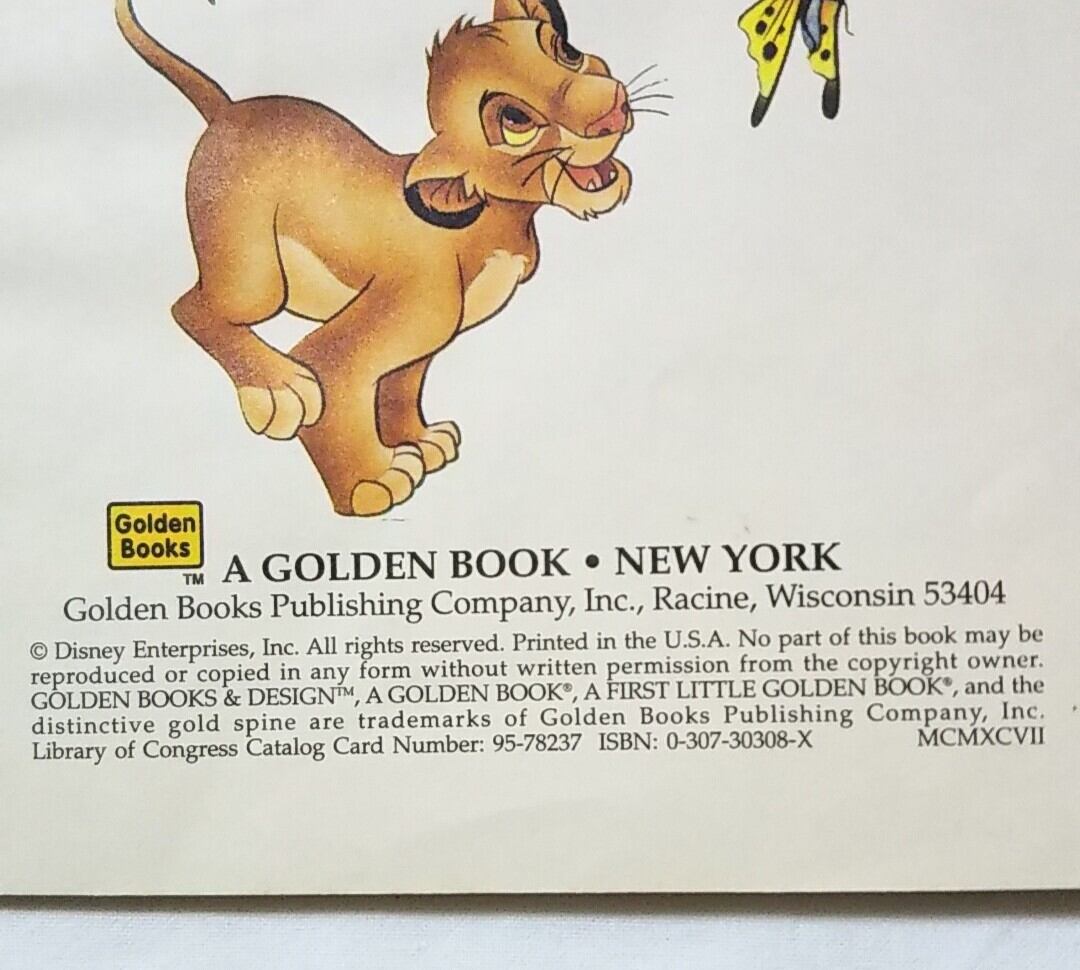 Golden
Books
TM A GOLDEN BOOK • NEW YORK
Golden Books Publishing Company, Inc., Racine, Wisconsin 53404
© Disney Enterprises, Inc. All rights reserved. Printed in the U.S.A. No part of this book may be
reproduced or copied in any form without written permission from the copyright owner.
GOLDEN BOOKS & DESIGN™, A GOLDEN BOOK®, A FIRST LITTLE GOLDEN BOOK®, and the
distinctive gold spine are trademarks of Golden Books Publishing Company, Inc.
Library of Congress Catalog Card Number: 95-78237 ISBN: 0-307-30308-X MCMXCVII